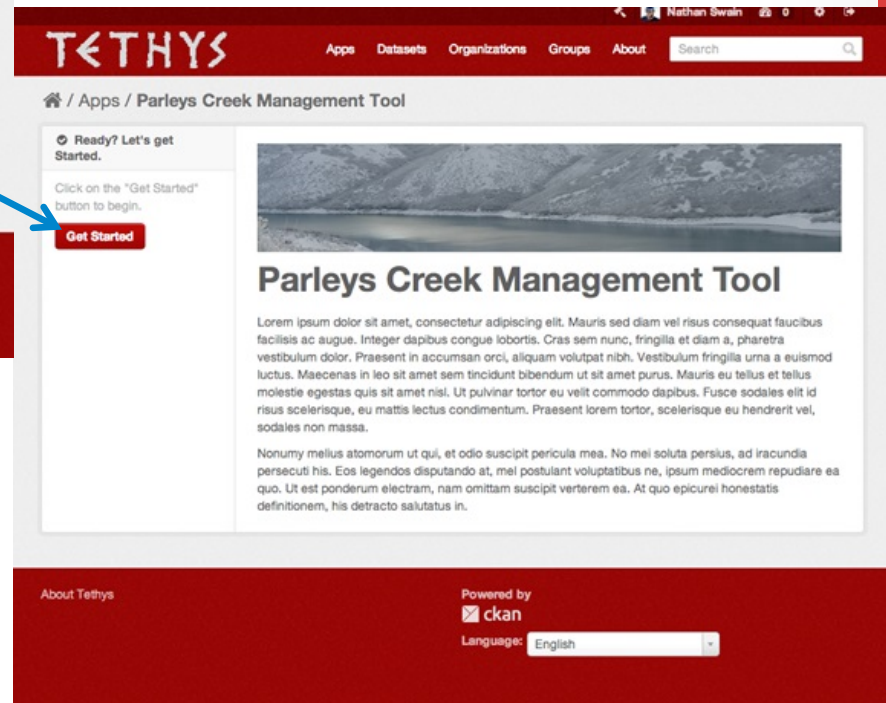 Nathan Swain 0
TETHYS
Apps Datasets Organizations Groups About Search
/ Apps / Parleys Creek Management Tool
Ready? Let's get
Started.
Click on the "Get Started"
button to begin.
Get Started
Parleys Creek Management Tool
Lorem ipsum dolor sit amet, consectetur adipiscing elit. Mauris sed diam vel risus consequat faucibus
facilisis ac augue. Integer dapibus congue lobortis. Cras sem nunc, fringilla et diam a, pharetra
vestibulum dolor. Praesent in accumsan orci, aliquam volutpat nibh. Vestibulum fringilla urna a euismod
luctus. Maecenas in leo sit amet sem tincidunt bibendum ut sit amet purus. Mauris eu tellus et tellus
molestie egestas quis sit amet nisl. Ut pulvinar tortor eu velit commodo dapibus. Fusce sodales elit id
risus scelerisque, eu mattis lectus condimentum. Praesent lorem tortor, scelerisque eu hendrerit vel,
sodales non massa.
Nonumy melius atomorum ut qui, et odio suscipit pericula mea. No mei soluta persius, ad iracundia
persecuti his. Eos legendos disputando at, mel postulant voluptatibus ne, ipsum mediocrem repudiare ea
quo. Ut est ponderum electram, nam omittam suscipit verterem ea. At quo epicurei honestatis
definitionem, his detracto salutatus in.
About Tethys
Powered by
ckan
Language: English